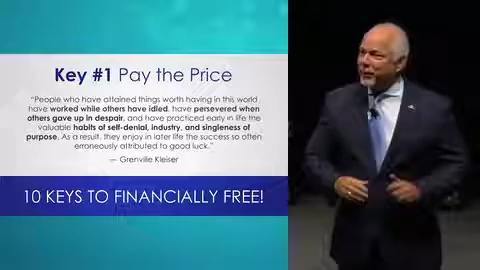 Key #1 Pay the Price
“People who have attained things worth having in this world
have worked while others have idled, have persevered when
others gave up in despair, and have practiced early in life the
valuable habits of self-denial, industry, and singleness of
purpose. As a result, they enjoy in later life the success so often
erroneously attributed to good luck.”
— Grenville Kleiser
10 KEYS TO FINANCIALLY FREE!